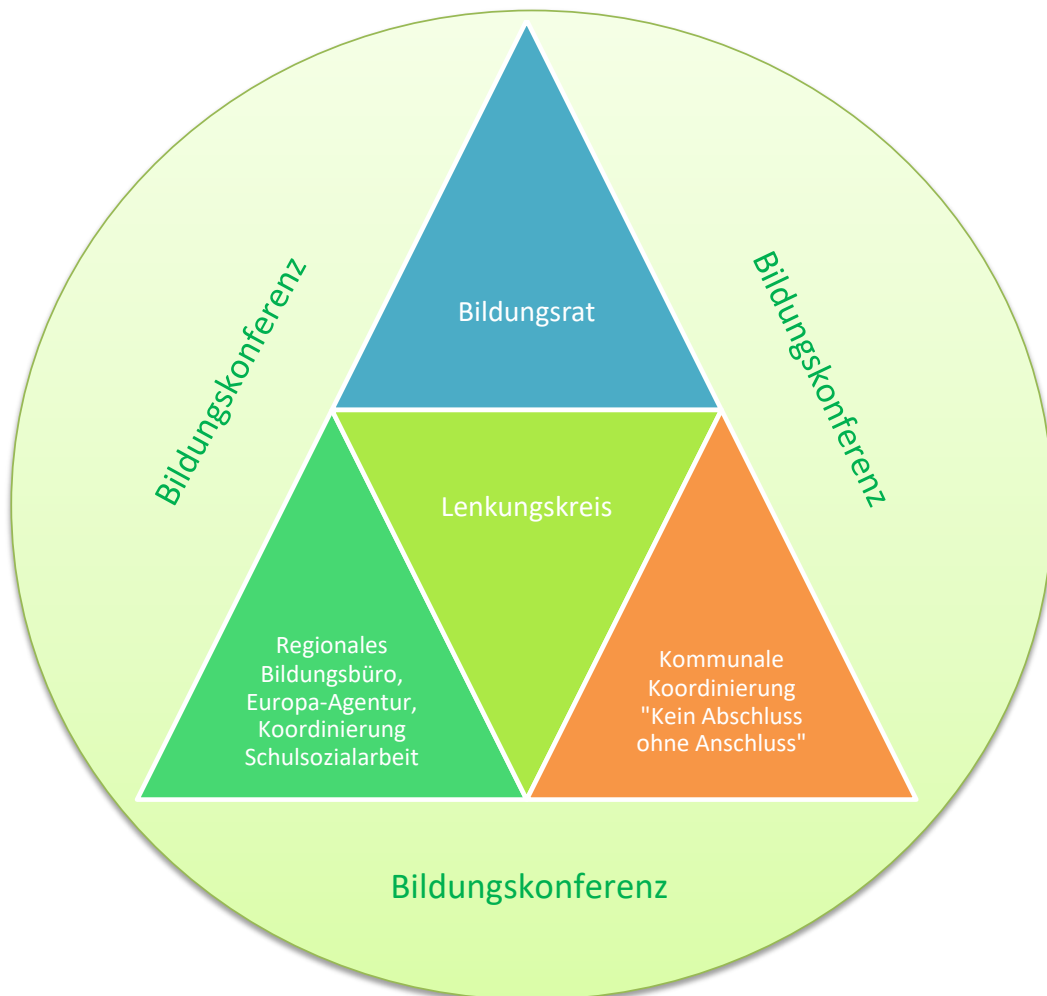 Bildungsrat
Bildungskonferenz
Bildungskonferenz
Lenkungskreis
Regionales
Bildungsbüro,
Europa-Agentur,
Koordinierung
Schulsozialarbeit
Kommunale
Koordinierung
"Kein Abschluss
ohne Anschluss"
Bildungskonferenz